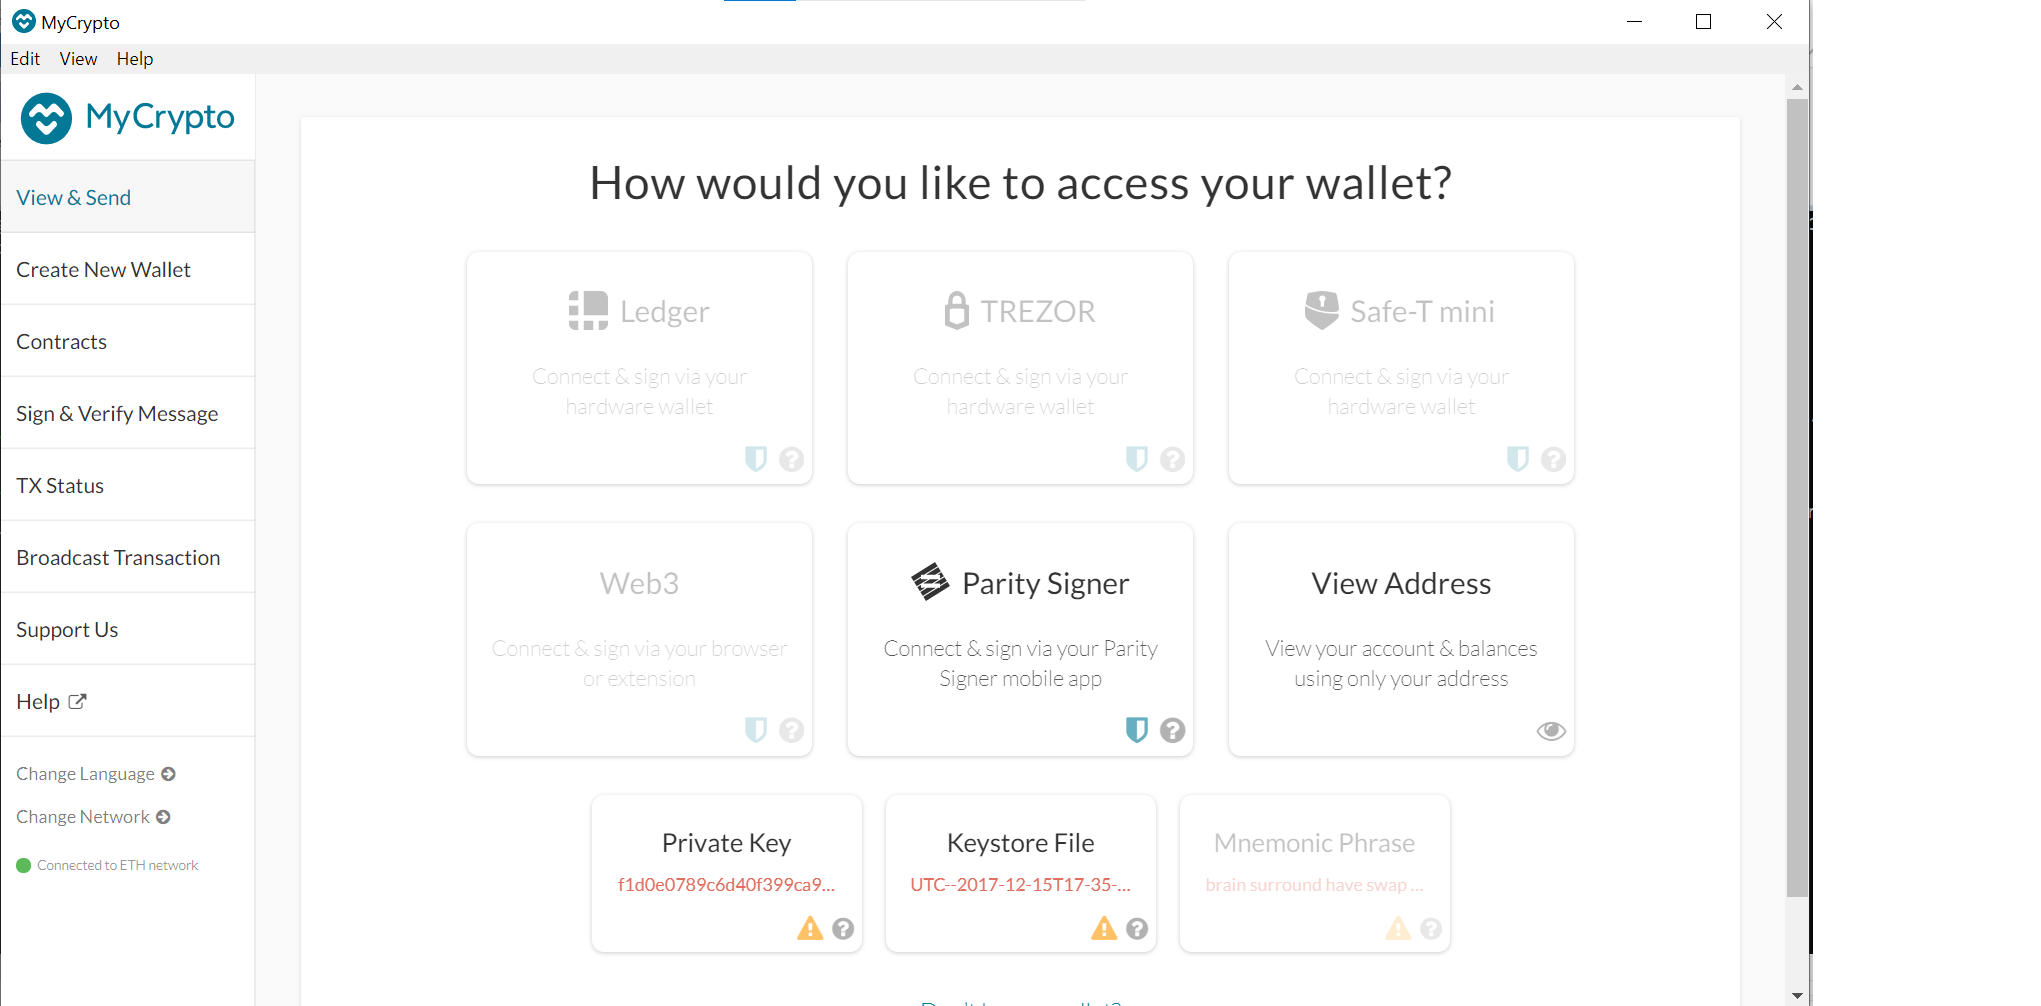 MyCrypto
Edit View Help
MyCrypto
View & Send
Create New Wallet
Contracts
Sign & Verify Message
TX Status
Broadcast Transaction
Support Us
Help
Change Language
Change Network
Connected to ETH network
How would you like to access your wallet?
Ledger
Connect & sign via your
hardware wallet
TREZOR
Connect & sign via your
hardware wallet
Safe-T mini
Connect & sign via your
hardware wallet
Web3
Connect & sign via your browser
or extension
Parity Signer
Connect & sign via your Parity
Signer mobile app
View Address
View your account & balances
using only your address
Private Key
f1d0e0789c6d40f399ca9...
Keystore File
UTC--2017-12-15T17-35-...
Mnemonic Phrase
brain surround have swap ...